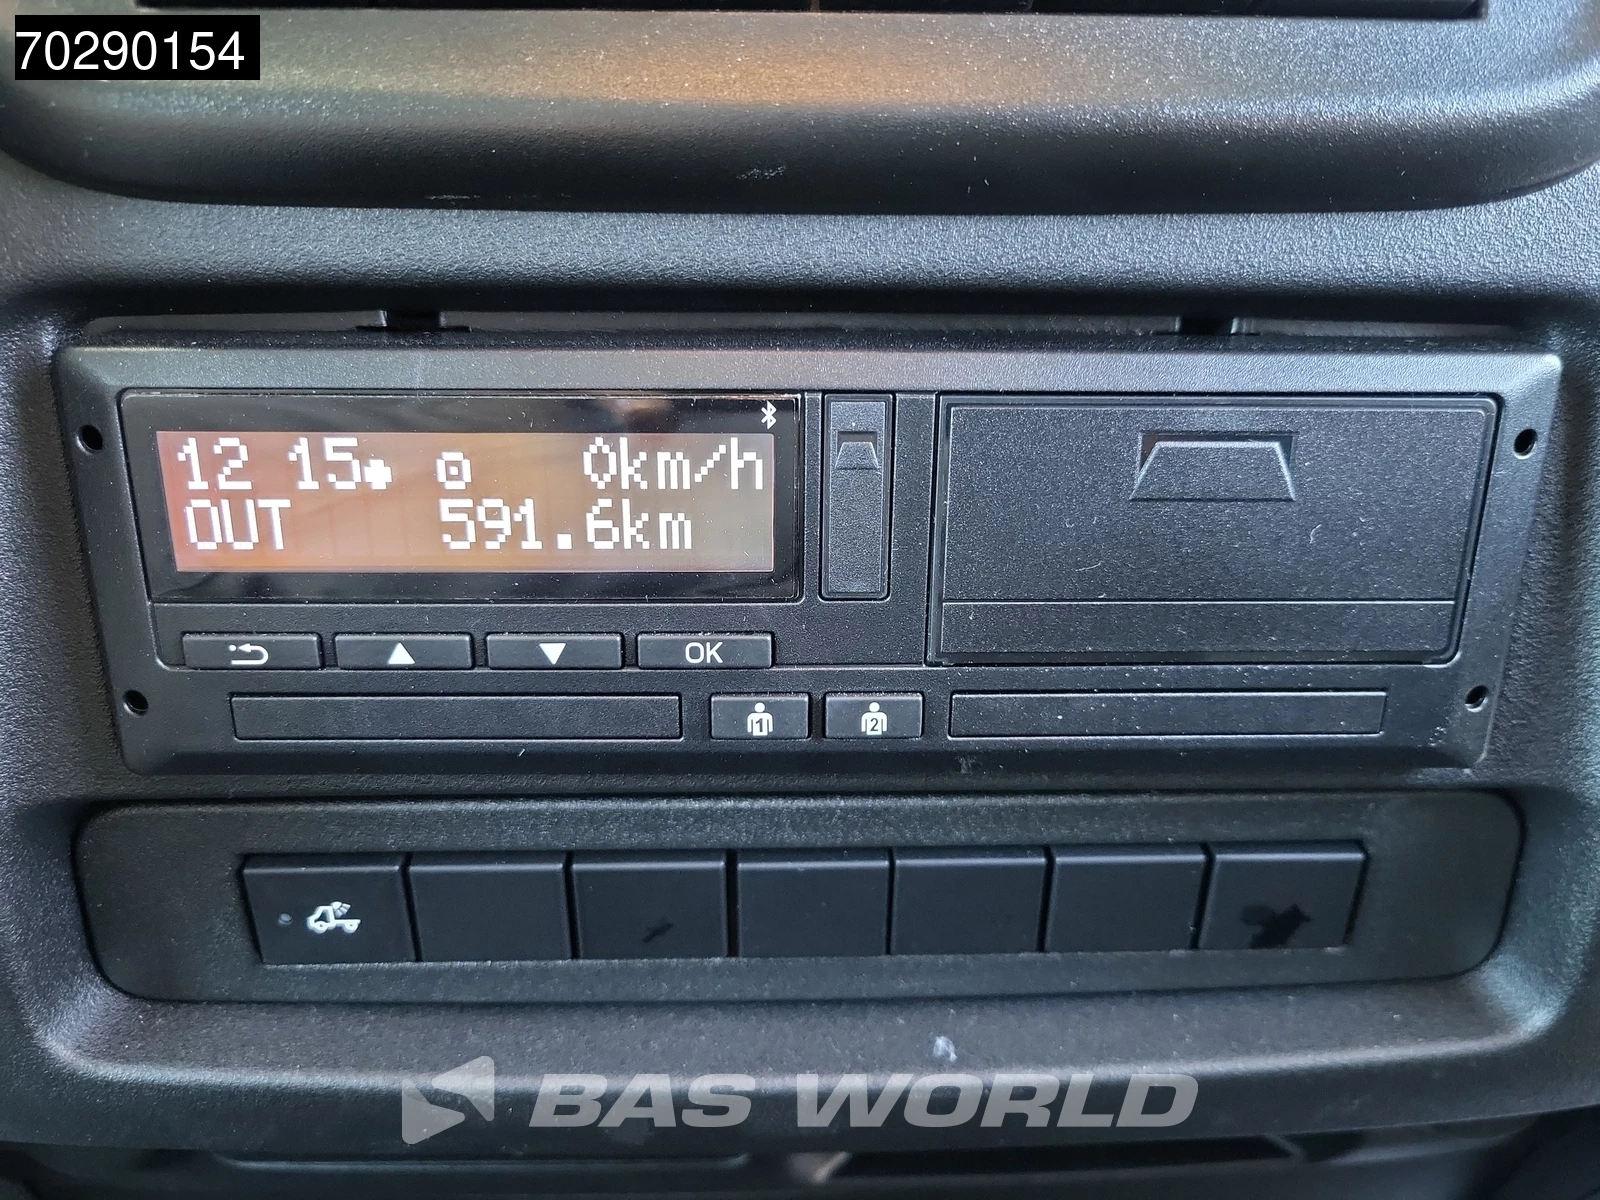 70290154
12 15 0km/h
OUT 591.6km
OK
1 2
BAS WORLD